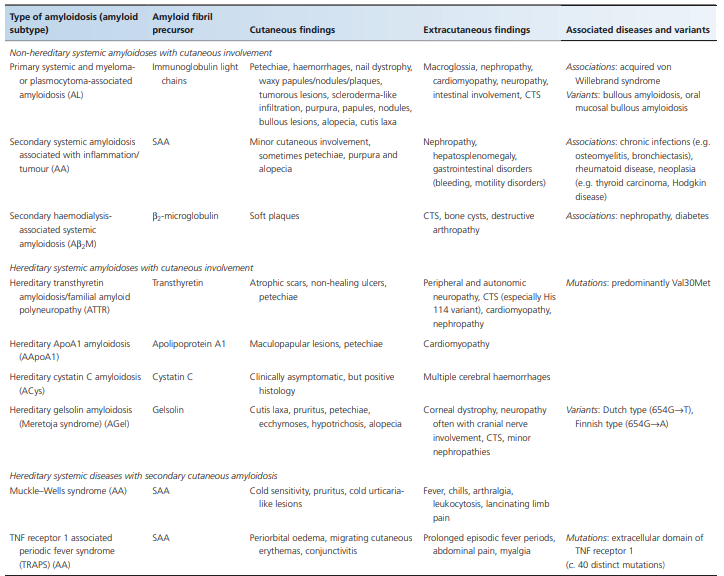 Type of amyloidosis (amyloid subtype) | Amyloid fibril precursor | Cutaneous findings | Extracutaneous findings | Associated diseases and variants
Non-hereditary systemic amyloidoses with cutaneous involvement
Primary systemic and myeloma- or plasmocytoma-associated amyloidosis (AL) | Immunoglobulin light chains | Petechiae, haemorrhages, nail dystrophy, waxy papules/nodules/plaques, tumorous lesions, scleroderma-like infiltration, purpura, papules, nodules, bullous lesions, alopecia, cutis laxa | Macroglossia, nephropathy, cardiomyopathy, neuropathy, intestinal involvement, CTS | Associations: acquired von Willebrand syndrome Variants: bullous amyloidosis, oral mucosal bullous amyloidosis
Secondary systemic amyloidosis associated with inflammation/tumour (AA) | SAA | Minor cutaneous involvement, sometimes petechiae, purpura and alopecia | Nephropathy, hepatosplenomegaly, gastrointestinal disorders (bleeding, motility disorders) | Associations: chronic infections (e.g. osteomyelitis, bronchiectasis), rheumatoid disease, neoplasia (e.g. thyroid carcinoma, Hodgkin disease)
Secondary haemodialysis-associated systemic amyloidosis (Aβ₂M) | β₂-microglobulin | Soft plaques | CTS, bone cysts, destructive arthropathy | Associations: nephropathy, diabetes
Hereditary systemic amyloidoses with cutaneous involvement
Hereditary transthyretin amyloidosis/familial amyloid polyneuropathy (ATTR) | Transthyretin | Atrophic scars, non-healing ulcers, petechiae | Peripheral and autonomic neuropathy, CTS (especially His 114 variant), cardiomyopathy, nephropathy | Mutations: predominantly Val30Met
Hereditary ApoA1 amyloidosis (AApoA1) | Apolipoprotein A1 | Maculopapular lesions, petechiae | Cardiomyopathy
Hereditary cystatin C amyloidosis (ACys) | Cystatin C | Clinically asymptomatic, but positive histology | Multiple cerebral haemorrhages
Hereditary gelsolin amyloidosis (Meretoja syndrome) (AGel) | Gelsolin | Cutis laxa, pruritus, petechiae, ecchymoses, hypotrichosis, alopecia | Corneal dystrophy, neuropathy often with cranial nerve involvement, CTS, minor nephropathies | Variants: Dutch type (654G→T), Finnish type (654G→A)
Hereditary systemic diseases with secondary cutaneous amyloidosis
Muckle–Wells syndrome (AA) | SAA | Cold sensitivity, pruritus, cold urticaria-like lesions | Fever, chills, arthralgia, leukocytosis, lancinating limb pain
TNF receptor 1 associated periodic fever syndrome (TRAPS) (AA) | SAA | Periorbital oedema, migrating cutaneous erythemas, conjunctivitis | Prolonged episodic fever periods, abdominal pain, myalgia | Mutations: extracellular domain of TNF receptor 1 (c. 40 distinct mutations)